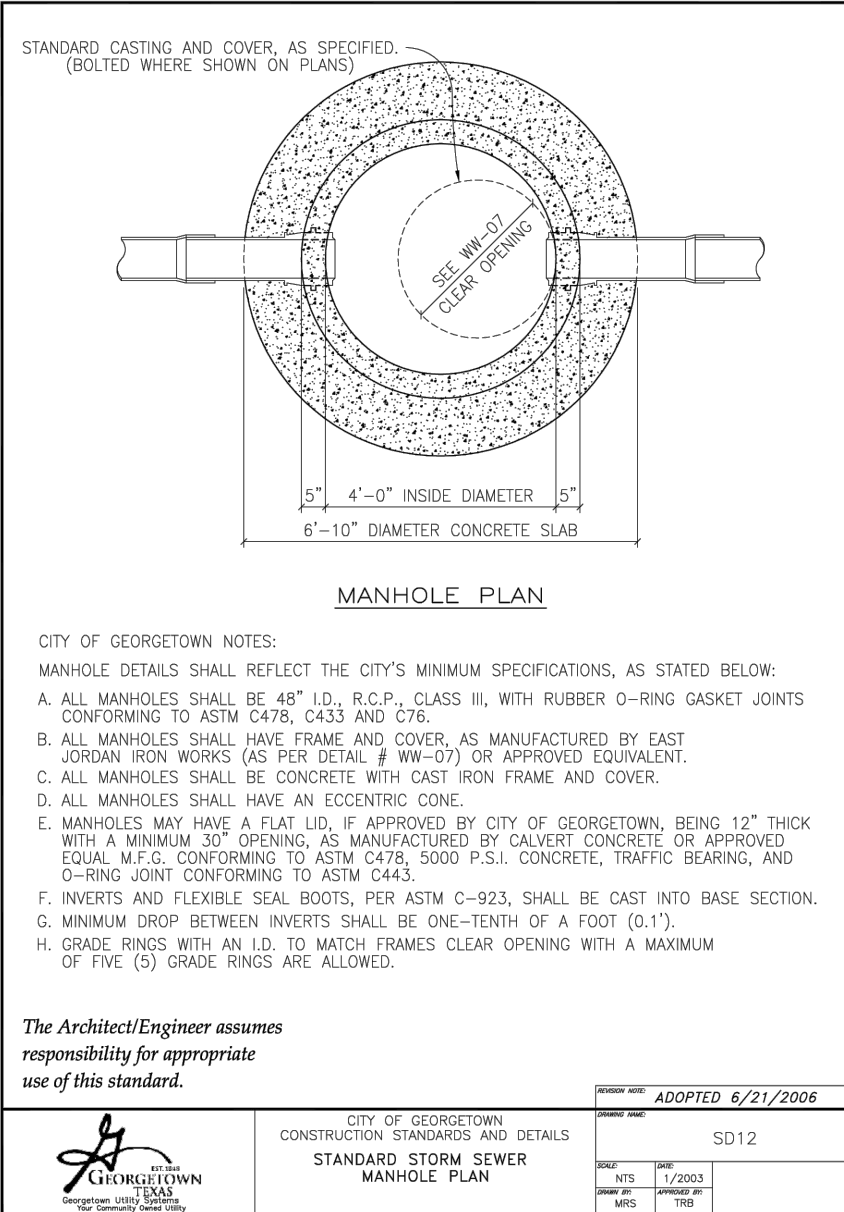 STANDARD CASTING AND COVER, AS SPECIFIED.
(BOLTED WHERE SHOWN ON PLANS)
SEE WW-07
CLEAR OPENING
5" 4'-0" INSIDE DIAMETER 5"
6'-10" DIAMETER CONCRETE SLAB
MANHOLE PLAN
CITY OF GEORGETOWN NOTES:
MANHOLE DETAILS SHALL REFLECT THE CITY'S MINIMUM SPECIFICATIONS, AS STATED BELOW:
A. ALL MANHOLES SHALL BE 48" I.D., R.C.P., CLASS III, WITH RUBBER O-RING GASKET JOINTS
CONFORMING TO ASTM C478, C433 AND C76.
B. ALL MANHOLES SHALL HAVE FRAME AND COVER, AS MANUFACTURED BY EAST
JORDAN IRON WORKS (AS PER DETAIL # WW-07) OR APPROVED EQUIVALENT.
C. ALL MANHOLES SHALL BE CONCRETE WITH CAST IRON FRAME AND COVER.
D. ALL MANHOLES SHALL HAVE AN ECCENTRIC CONE.
E. MANHOLES MAY HAVE A FLAT LID, IF APPROVED BY CITY OF GEORGETOWN, BEING 12" THICK
WITH A MINIMUM 30" OPENING, AS MANUFACTURED BY CALVERT CONCRETE OR APPROVED
EQUAL M.F.G. CONFORMING TO ASTM C478, 5000 P.S.I. CONCRETE, TRAFFIC BEARING, AND
O-RING JOINT CONFORMING TO ASTM C443.
F. INVERTS AND FLEXIBLE SEAL BOOTS, PER ASTM C-923, SHALL BE CAST INTO BASE SECTION.
G. MINIMUM DROP BETWEEN INVERTS SHALL BE ONE-TENTH OF A FOOT (0.1').
H. GRADE RINGS WITH AN I.D. TO MATCH FRAMES CLEAR OPENING WITH A MAXIMUM
OF FIVE (5) GRADE RINGS ARE ALLOWED.
The Architect/Engineer assumes
responsibility for appropriate
use of this standard.
REVISION NOTE: ADOPTED 6/21/2006
EST. 1848
GEORGETOWN
TEXAS
Georgetown Utility Systems
Your Community Owned Utility
CITY OF GEORGETOWN
CONSTRUCTION STANDARDS AND DETAILS
STANDARD STORM SEWER
MANHOLE PLAN
DRAWING NAME:
SD12
SCALE: DATE:
NTS 1/2003
DRAWN BY: APPROVED BY:
MRS TRB